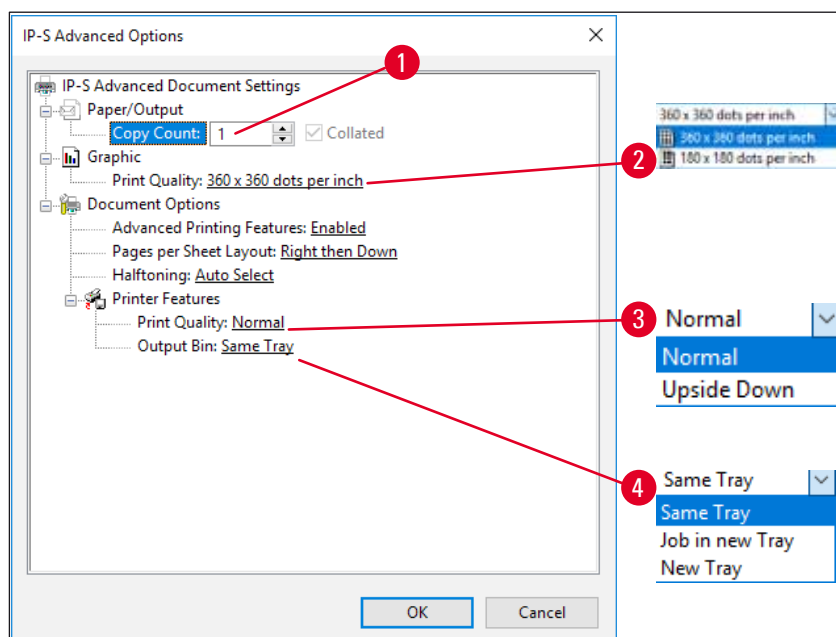 IP-S Advanced Options
IP-S Advanced Document Settings
Paper/Output
Copy Count: 1 Collated
Graphic
Print Quality: 360 x 360 dots per inch
Document Options
Advanced Printing Features: Enabled
Pages per Sheet Layout: Right then Down
Halftoning: Auto Select
Printer Features
Print Quality: Normal
Output Bin: Same Tray
OK Cancel
1
2
360 x 360 dots per inch
360 x 360 dots per inch
180 x 180 dots per inch
3
Normal
Normal
Upside Down
4
Same Tray
Same Tray
Job in new Tray
New Tray